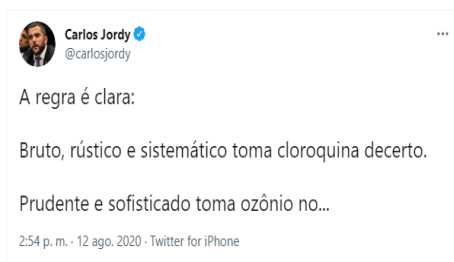 Carlos Jordy
@carlosjordy
A regra é clara:
Bruto, rústico e sistemático toma cloroquina decerto.
Prudente e sofisticado toma ozônio no...
2:54 p. m. · 12 ago. 2020 · Twitter for iPhone